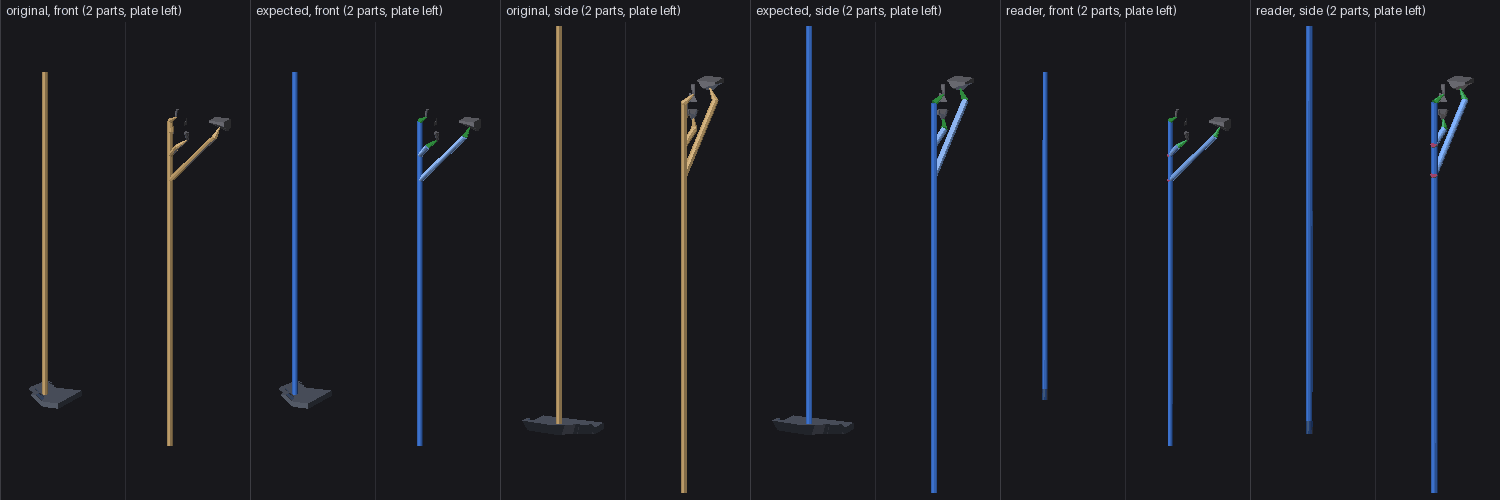 original, front (2 parts, plate left)
expected, front (2 parts, plate left)
original, side (2 parts, plate left)
expected, side (2 parts, plate left)
reader, front (2 parts, plate left)
reader, side (2 parts, plate left)